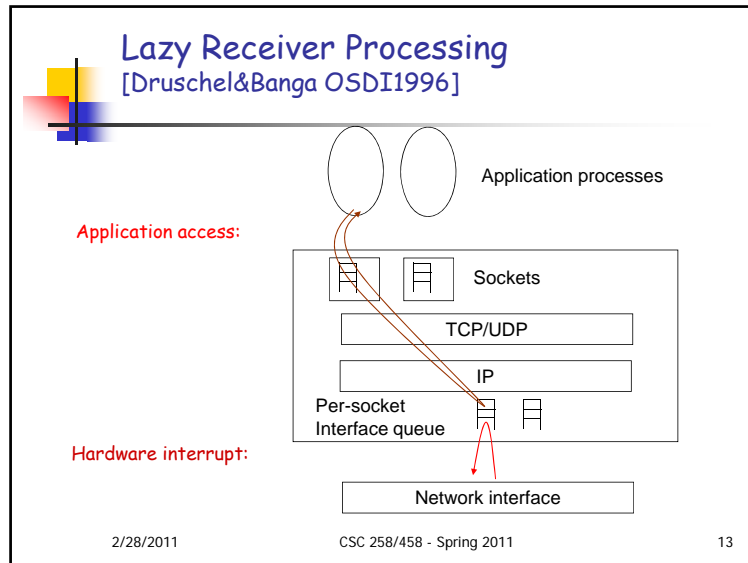 Lazy Receiver Processing
[Druschel&Banga OSDI1996]
Application processes
Application access:
Sockets
TCP/UDP
IP
Per-socket
Interface queue
Hardware interrupt:
Network interface
2/28/2011
CSC 258/458 - Spring 2011
13